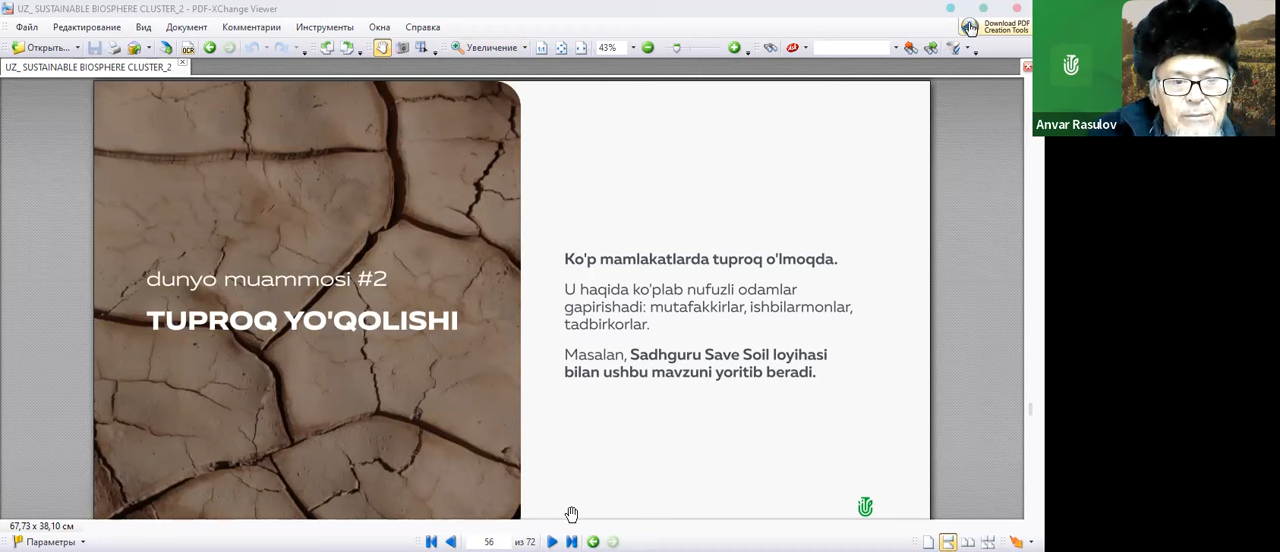 UZ_ SUSTAINABLE BIOSPHERE CLUSTER_2 - PDF-XChange Viewer
Файл Редактирование Вид Документ Комментарии Инструменты Окна Справка
Download PDF
Creation Tools
Открыть... OCR Увеличение 43%
UZ_ SUSTAINABLE BIOSPHERE CLUSTER_2
Anvar Rasulov
dunyo muammosi #2
TUPROQ YO'QOLISHI
Ko'p mamlakatlarda tuproq o'lmoqda.
U haqida ko'plab nufuzli odamlar
gapirishadi: mutafakkirlar, ishbilarmonlar,
tadbirkorlar.
Masalan, Sadhguru Save Soil loyihasi
bilan ushbu mavzuni yoritib beradi.
67,73 x 38,10 см
Параметры 56 из 72